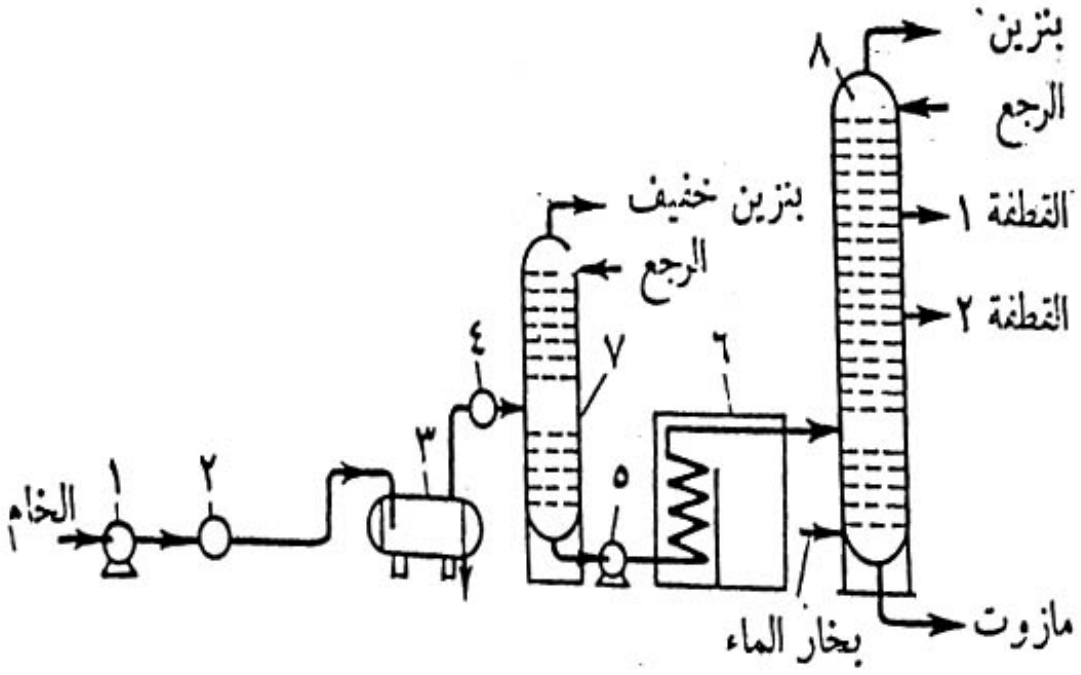 بنزين
٨
الرجع
بنزين خفيف
القطفة ١
الرجع
القطفة ٢
٤
٧
٦
٣
٥
١
٢
الخام
بخار الماء
مازوت